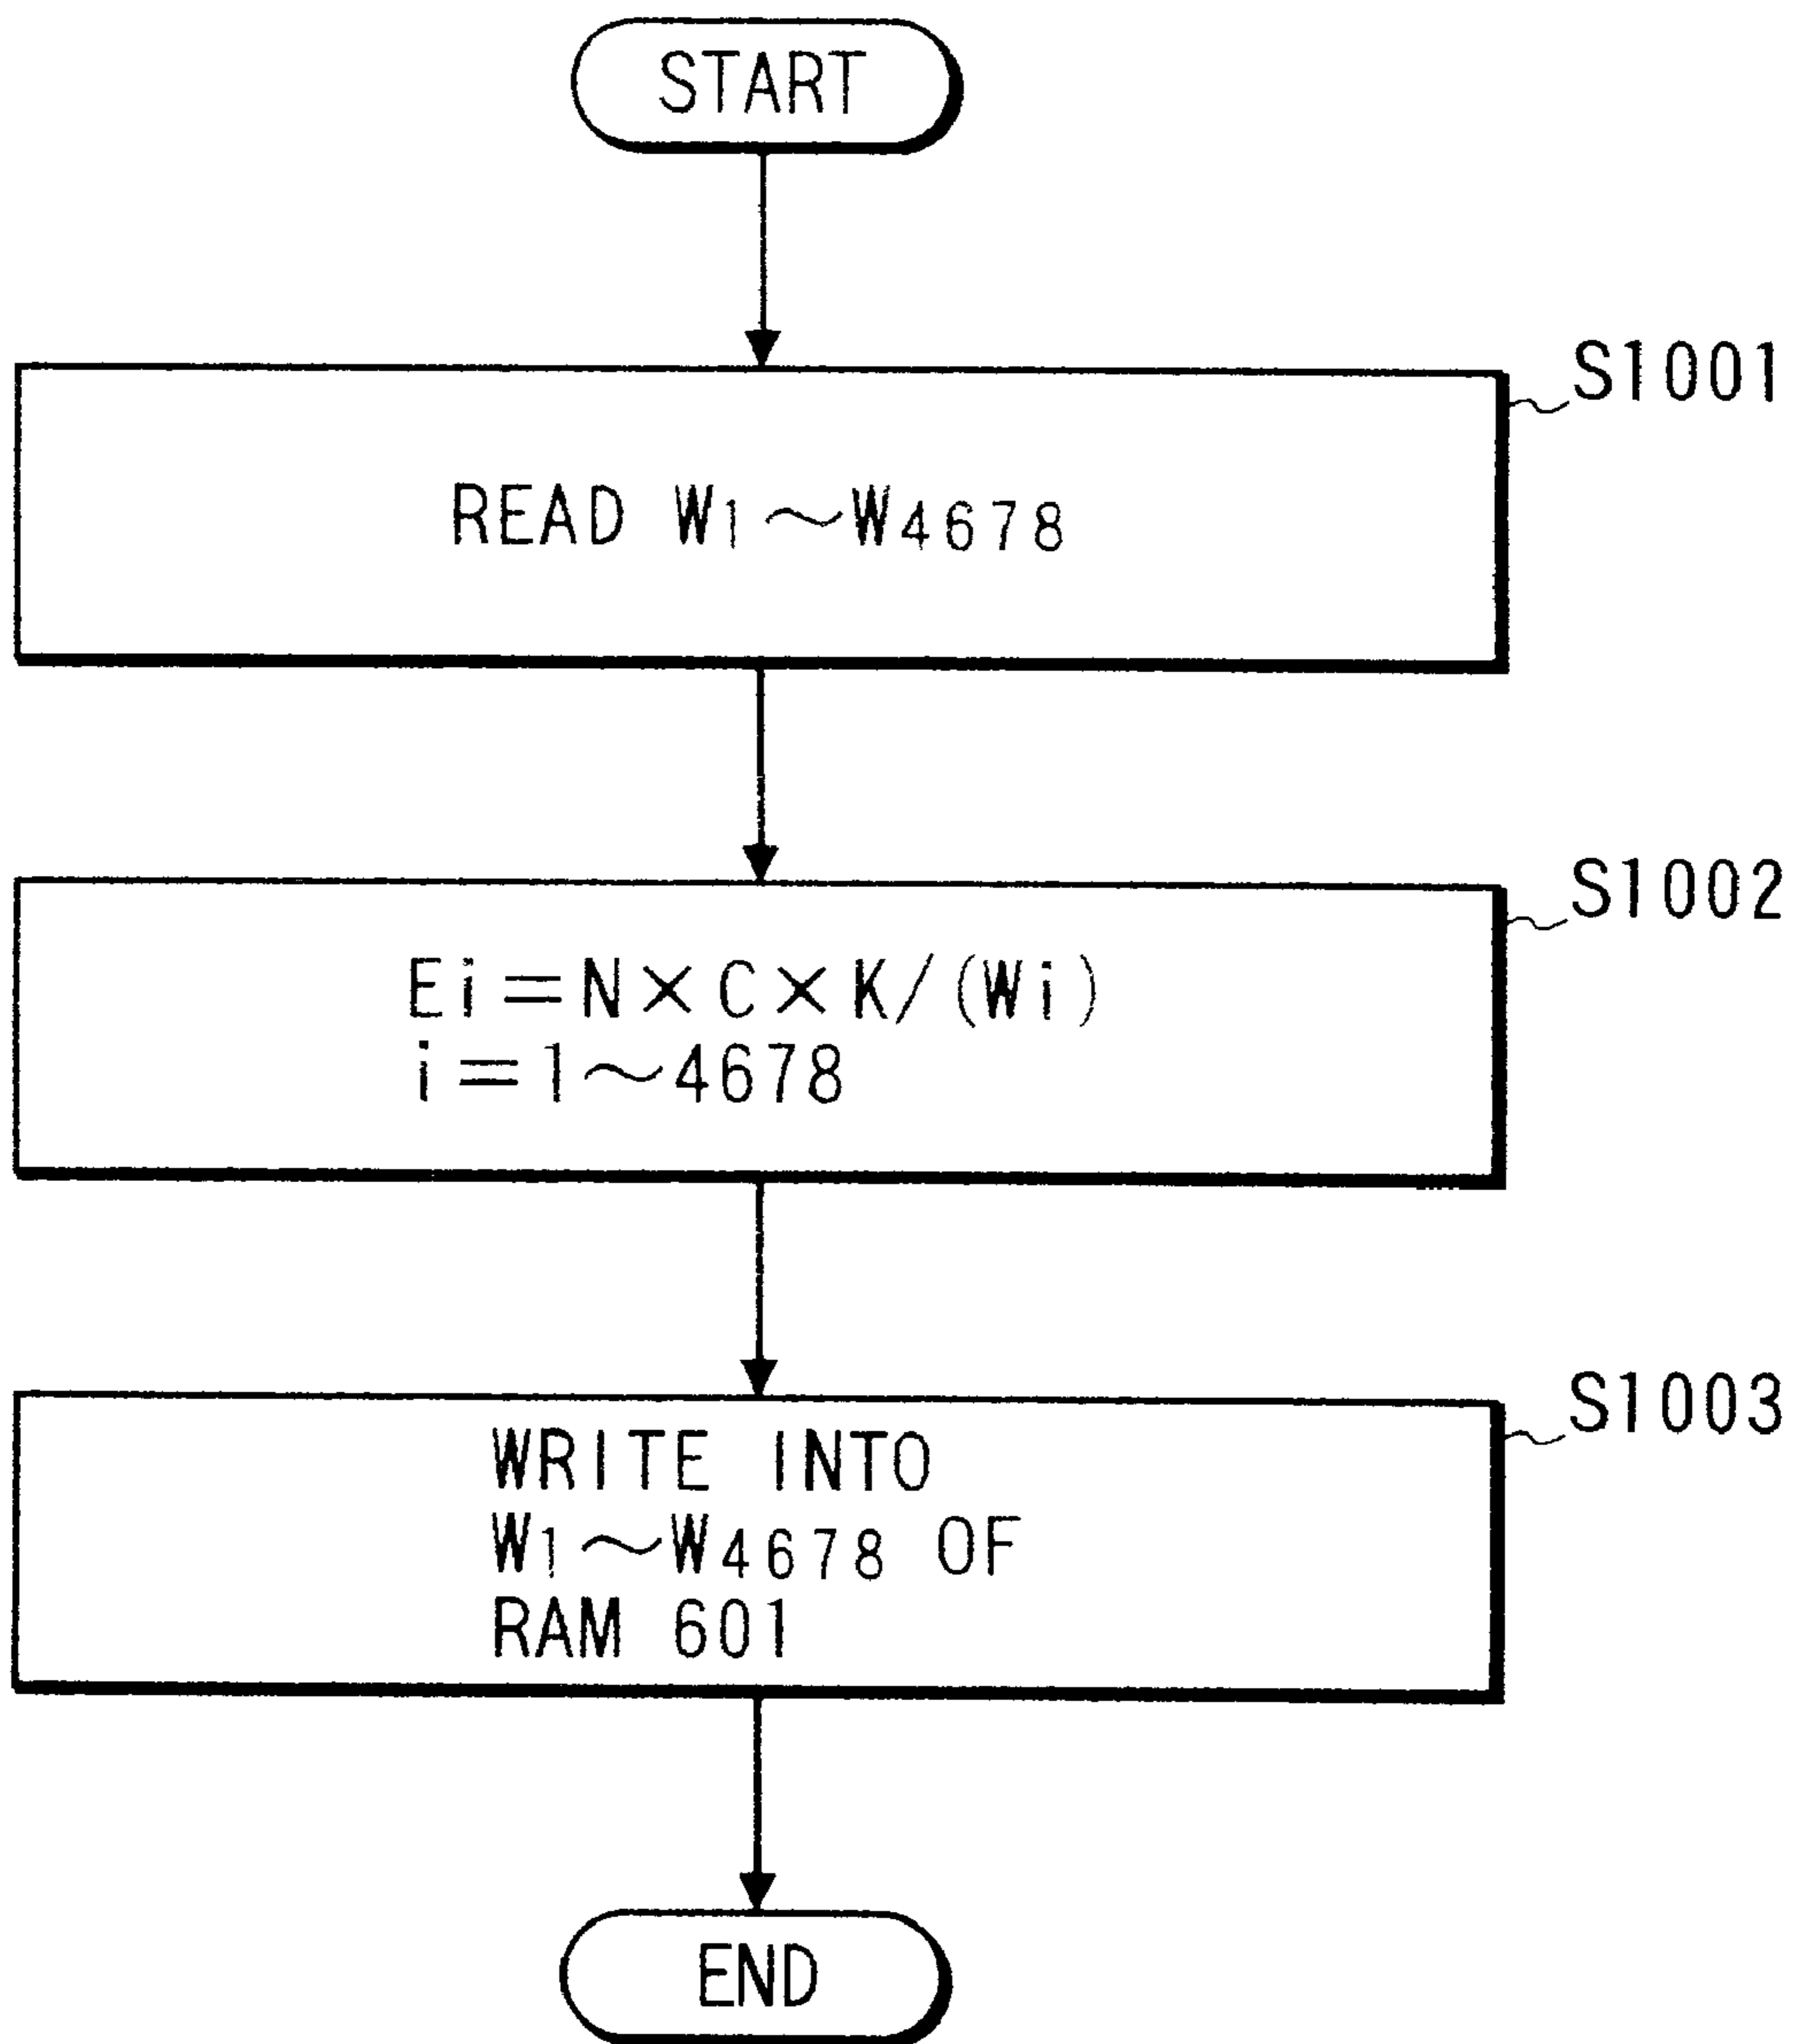 START
S1001
READ W₁～W₄₆₇₈
S1002
Ei＝N×C×K/(Wi)
i＝1～4678
S1003
WRITE INTO
W₁～W₄₆₇₈ OF
RAM 601
END